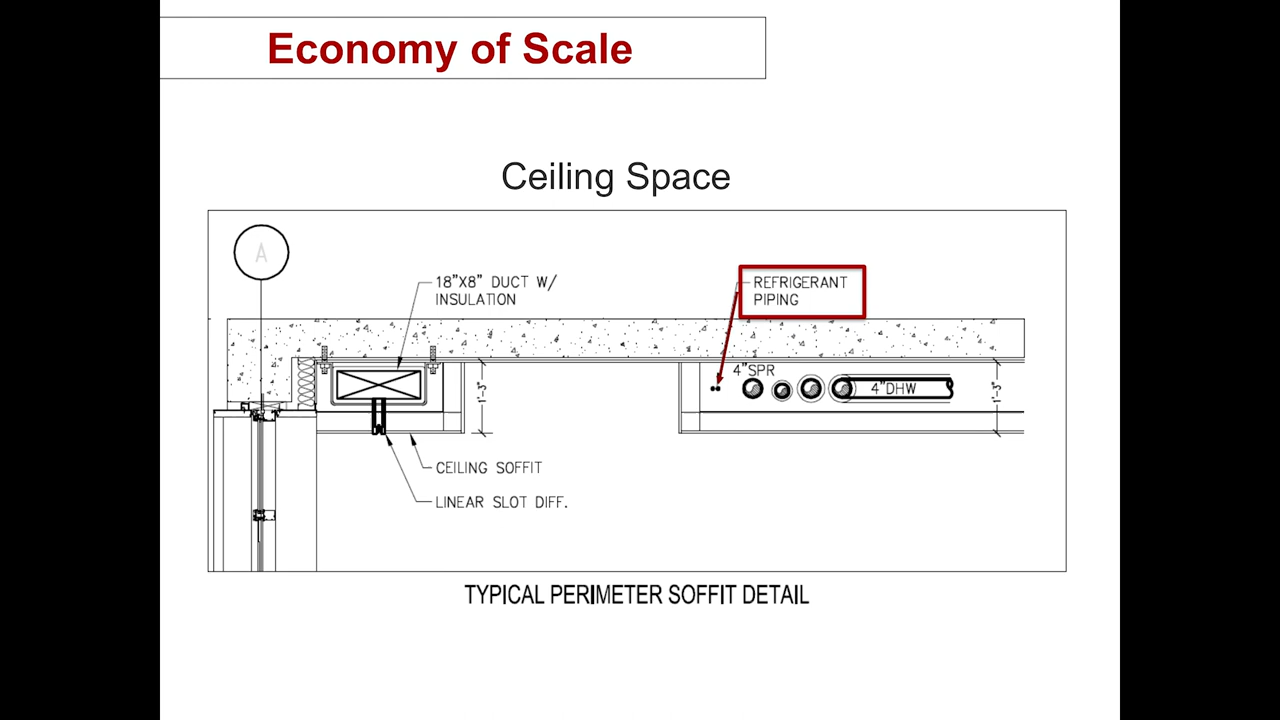 Economy of Scale
Ceiling Space
A
18"X8" DUCT W/
INSULATION
REFRIGERANT
PIPING
4"SPR
4"DHW
1'-3"
1'-3"
CEILING SOFFIT
LINEAR SLOT DIFF.
TYPICAL PERIMETER SOFFIT DETAIL